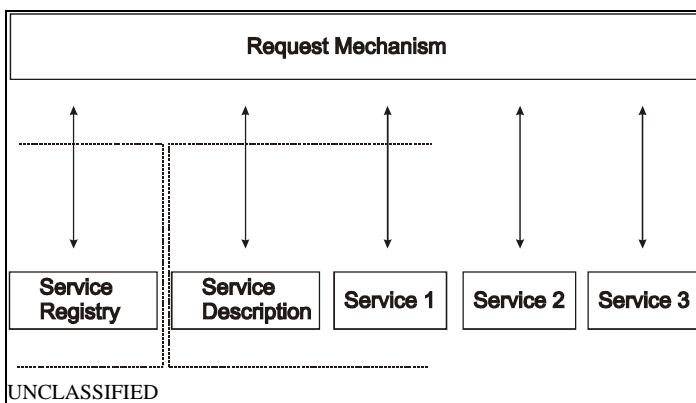 Request Mechanism
Service
Registry
Service
Description
Service 1
Service 2
Service 3
UNCLASSIFIED